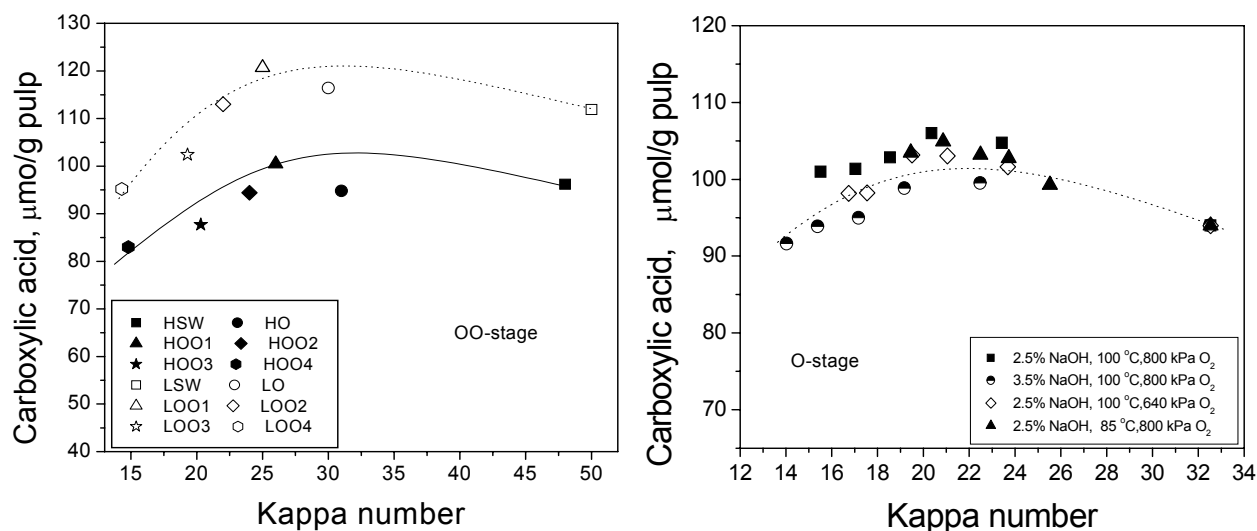 130
120
110
100
90
80
70
60
50
40
Carboxylic acid, μmo/g pulp
HSW HO
HOO1 HOO2
HOO3 HOO4
LSW LO
LOO1 LOO2
LOO3 LOO4
OO-stage
15 20 25 30 35 40 45 50
Kappa number
120
110
100
90
80
70
Carboxylic acid, μmol/g pulp
O-stage
2.5% NaOH, 100 °C,800 kPa O₂
3.5% NaOH, 100 °C,800 kPa O₂
2.5% NaOH, 100 °C,640 kPa O₂
2.5% NaOH, 85 °C,800 kPa O₂
12 14 16 18 20 22 24 26 28 30 32 34
Kappa number